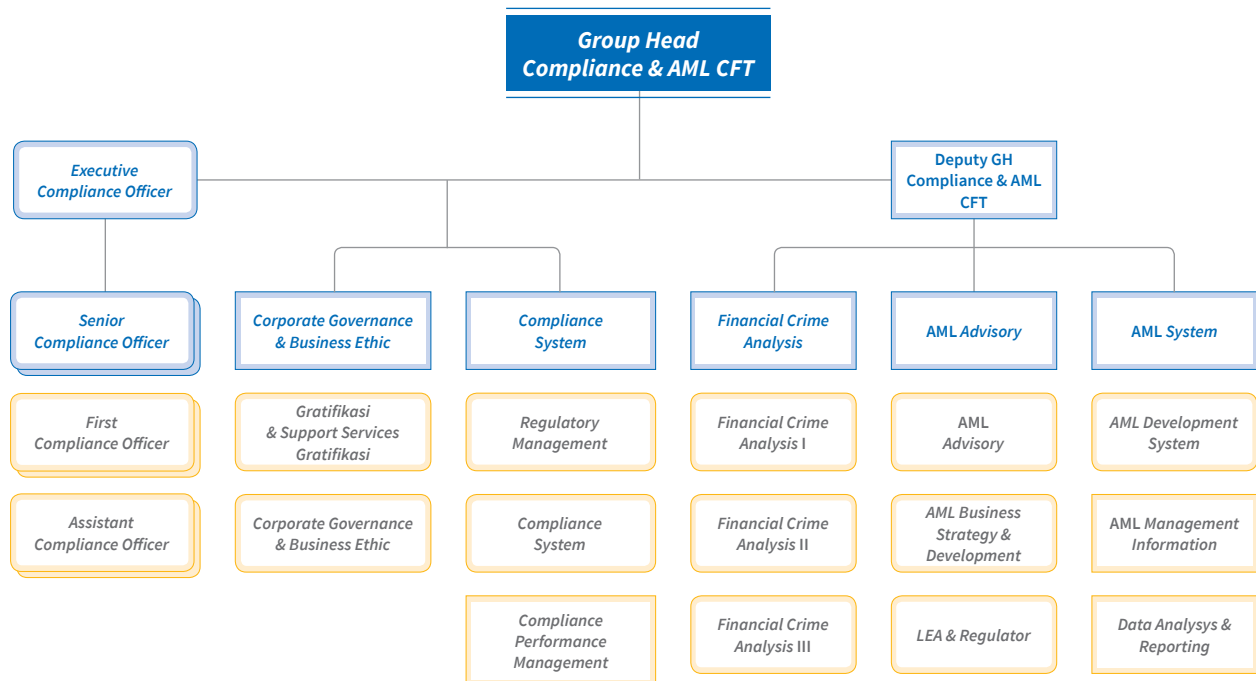 Group Head
Compliance & AML CFT
Executive
Compliance Officer
Deputy GH
Compliance & AML
CFT
Senior
Compliance Officer
Corporate Governance
& Business Ethic
Compliance
System
Financial Crime
Analysis
AML Advisory
AML System
First
Compliance Officer
Gratifikasi
& Support Services
Gratifikasi
Regulatory
Management
Financial Crime
Analysis I
AML
Advisory
AML Development
System
Assistant
Compliance Officer
Corporate Governance
& Business Ethic
Compliance
System
Financial Crime
Analysis II
AML Business
Strategy &
Development
AML Management
Information
Compliance
Performance
Management
Financial Crime
Analysis III
LEA & Regulator
Data Analysys &
Reporting